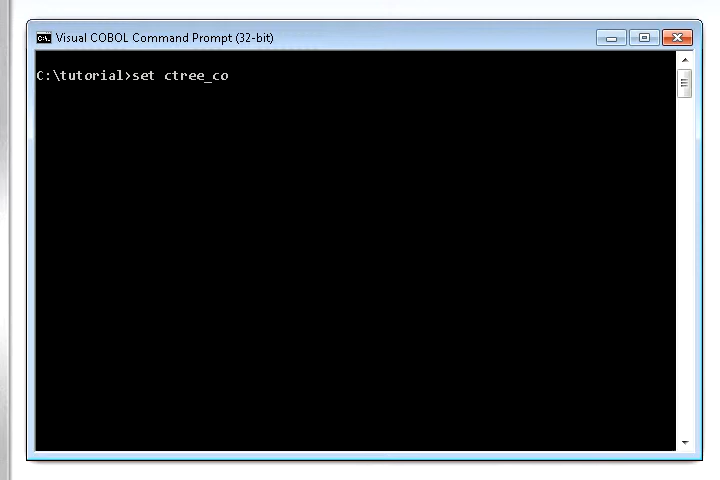 Visual COBOL Command Prompt (32-bit)
C:\tutorial>set ctree_co